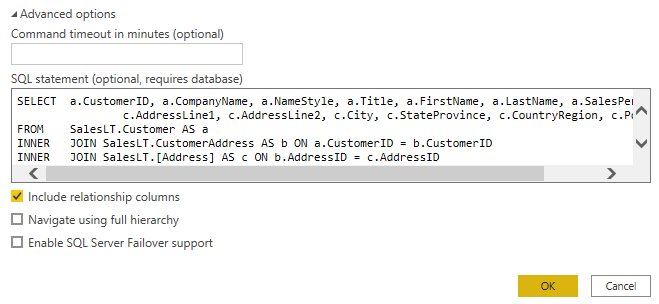 Advanced options
Command timeout in minutes (optional)
SQL statement (optional, requires database)
SELECT a.CustomerID, a.CompanyName, a.NameStyle, a.Title, a.FirstName, a.LastName, a.SalesPer
c.AddressLine1, c.AddressLine2, c.City, c.StateProvince, c.CountryRegion, c.Po
FROM SalesLT.Customer AS a
INNER JOIN SalesLT.CustomerAddress AS b ON a.CustomerID = b.CustomerID
INNER JOIN SalesLT.[Address] AS c ON b.AddressID = c.AddressID
Include relationship columns
Navigate using full hierarchy
Enable SQL Server Failover support
OK Cancel